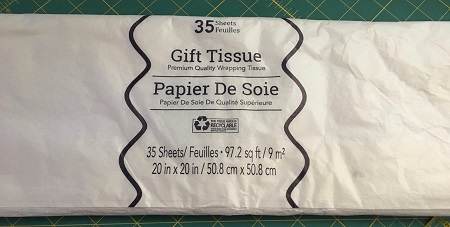 35 Sheets
Feuilles
Gift Tissue
Premium Quality Wrapping Tissue
Papier De Soie
Papier De Soie De Qualité Supérieure
RECYCLABLE
35 Sheets/ Feuilles • 97.2 sq ft / 9 m²
20 in x 20 in / 50.8 cm x 50.8 cm